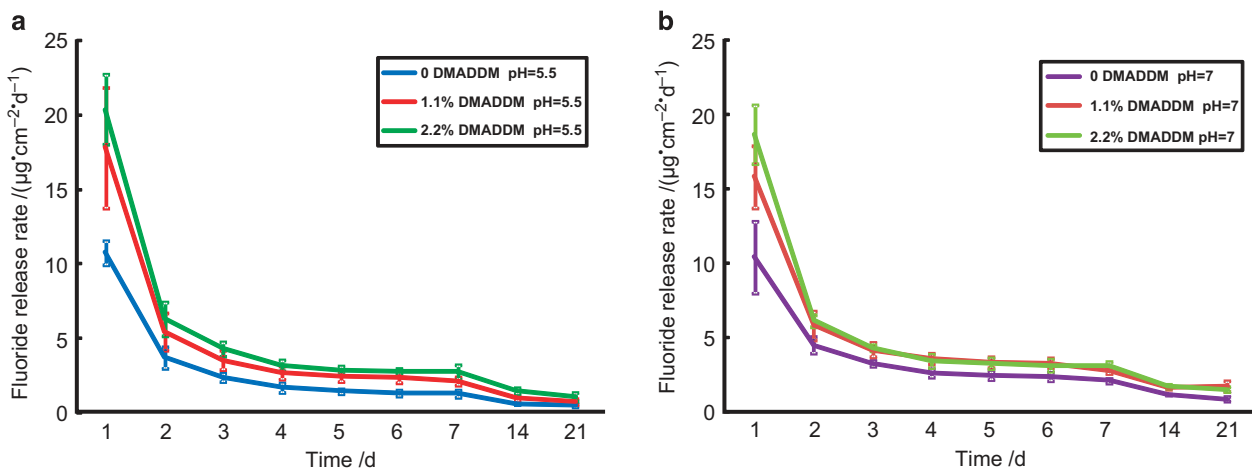 a
Fluoride release rate /(µg•cm⁻²•d⁻¹)
25
20
15
10
5
0
0 DMADDM pH=5.5
1.1% DMADDM pH=5.5
2.2% DMADDM pH=5.5
1 2 3 4 5 6 7 14 21
Time /d
b
Fluoride release rate /(µg•cm⁻²•d⁻¹)
25
20
15
10
5
0
0 DMADDM pH=7
1.1% DMADDM pH=7
2.2% DMADDM pH=7
1 2 3 4 5 6 7 14 21
Time /d